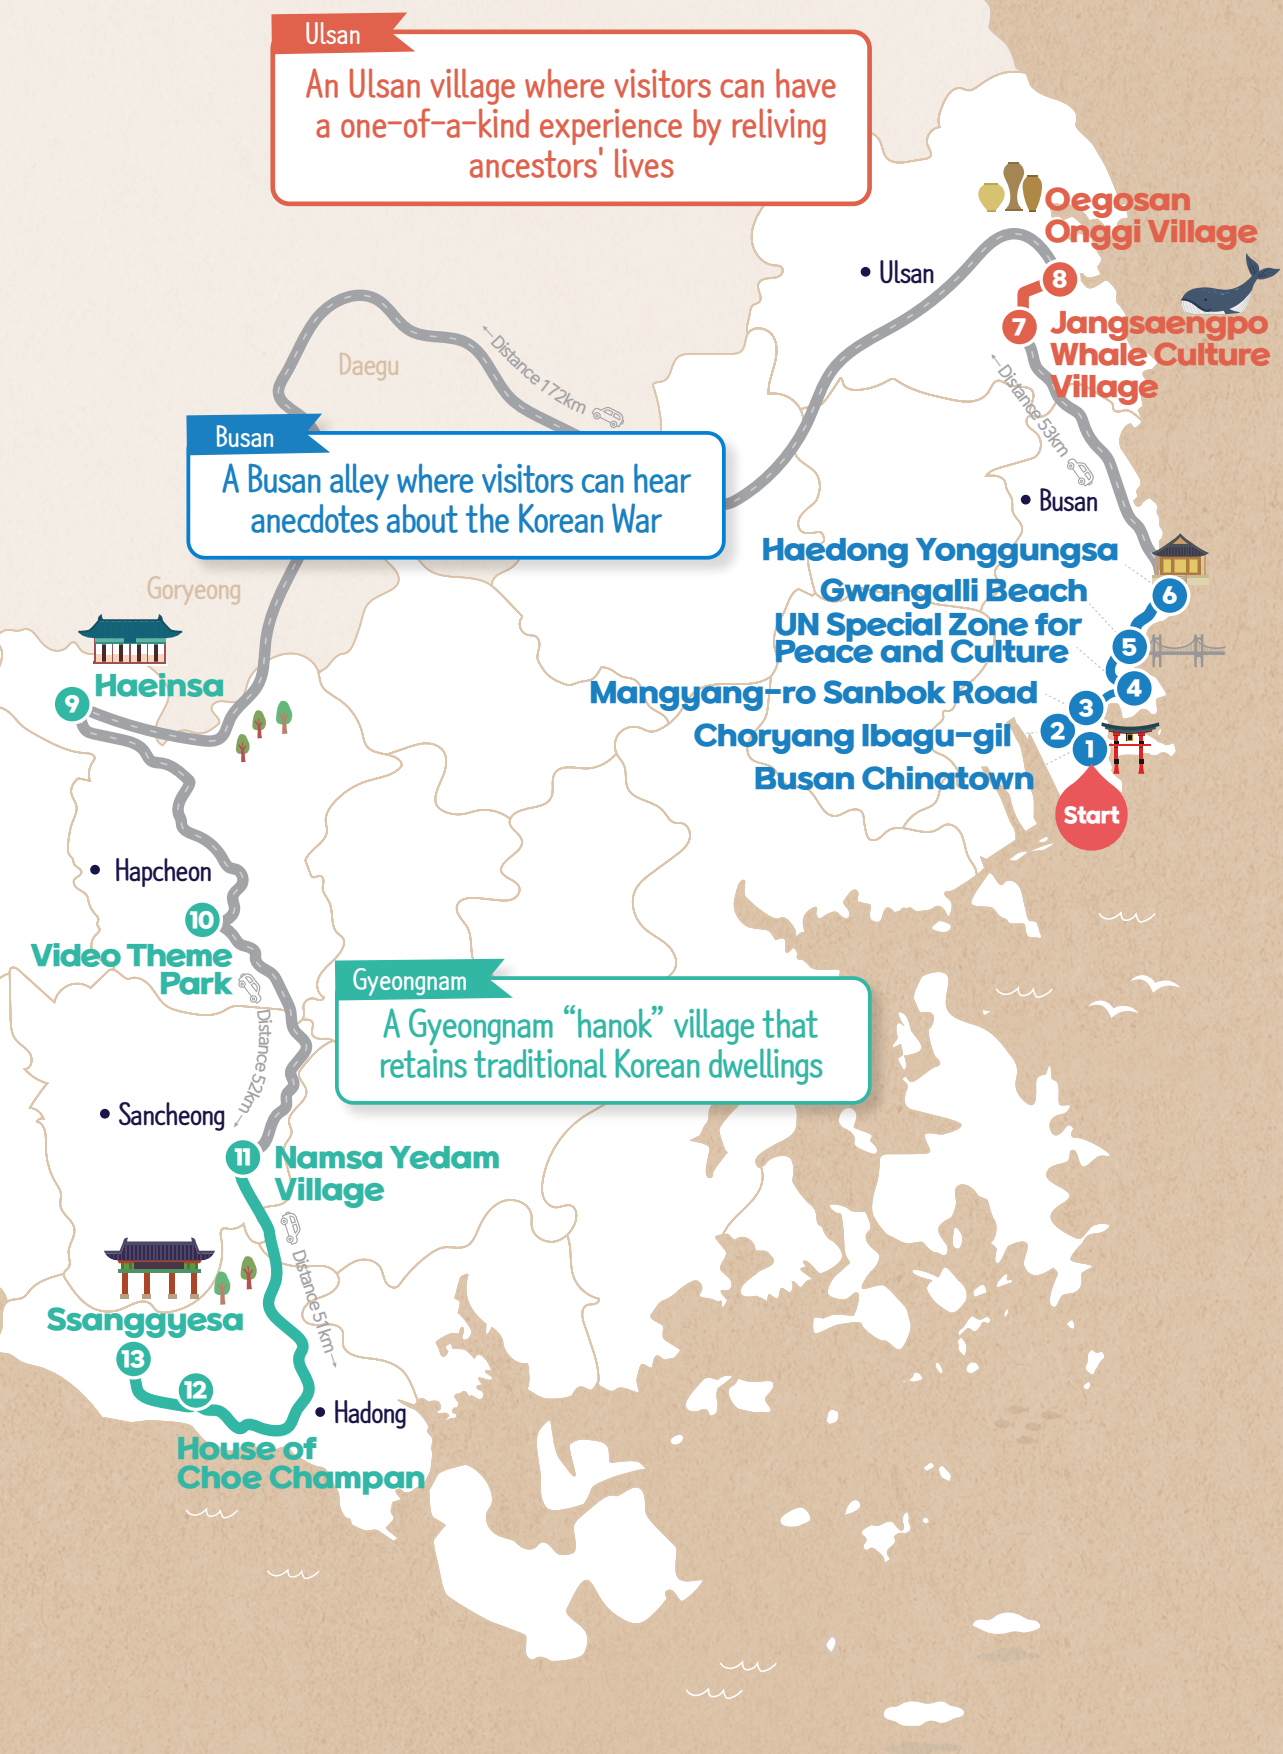 Ulsan
An Ulsan village where visitors can have
a one-of-a-kind experience by reliving
ancestors' lives
Oegosan
Onggi Village
Ulsan
8
7
Jangsaengpo
Whale Culture
Village
Daegu
←Distance 172km
←Distance 53km
Busan
A Busan alley where visitors can hear
anecdotes about the Korean War
Busan
Haedong Yonggungsa
6
Gwangalli Beach
5
UN Special Zone for
Peace and Culture
4
Mangyang-ro Sanbok Road
3
Choryang Ibagu-gil
2
Busan Chinatown
1
Start
Goryeong
Haeinsa
9
Hapcheon
10
Video Theme
Park
Distance 52km→
Gyeongnam
A Gyeongnam “hanok” village that
retains traditional Korean dwellings
Sancheong
11
Namsa Yedam
Village
Distance 51km→
Ssanggyesa
13
12
Hadong
House of
Choe Champan